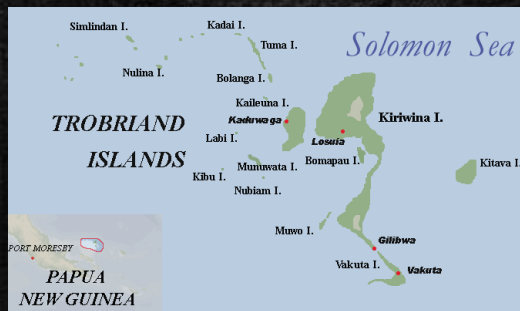 Simlindan I.
Kadai I.
Tuma I.
Solomon Sea
Nulina I.
Bolanga I.
Kaileuna I.
Kaduwaga
Kiriwina I.
TROBRIAND
ISLANDS
Labi I.
Losuia
Munuwata I.
Bomapau I.
Kitava I.
Kibu I.
Nubiam I.
Muwo I.
Gilibwa
Vakuta I.
Vakuta
PORT MORESBY
PAPUA
NEW GUINEA